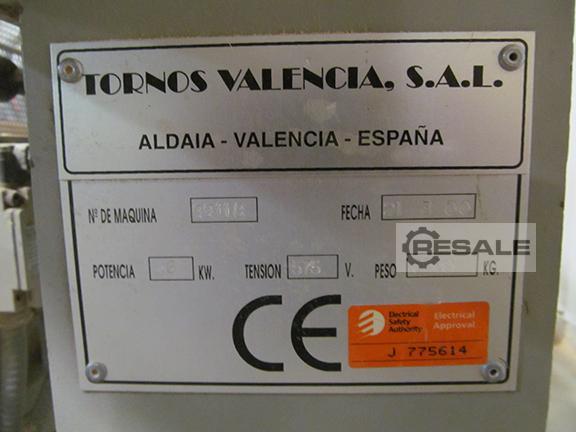 TORNOS VALENCIA, S.A.L.
ALDAIA - VALENCIA - ESPAÑA
Nº DE MAQUINA FECHA
RESALE
POTENCIA KW. TENSION 575 V. PESO KG.
CE
Electrical Safety Authority
Electrical Approval
J 775614